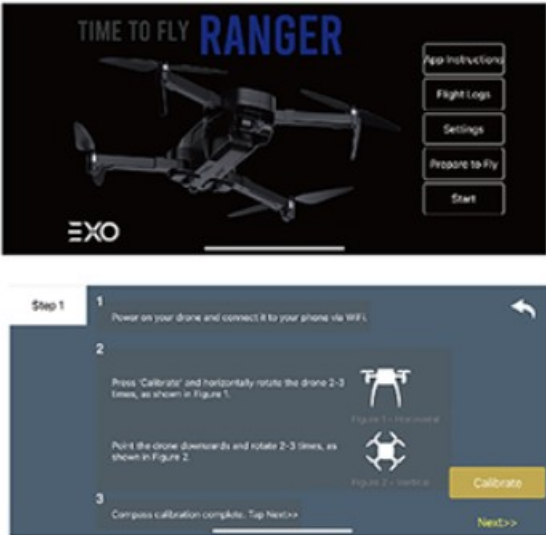 TIME TO FLY RANGER
App Instructions
Flight Logs
Settings
Prepare to Fly
Start
EXO
Step 1
1
Power on your drone and connect it to your phone via WiFi.
2
Press 'Calibrate' and horizontally rotate the drone 2-3
times, as shown in Figure 1.
Figure 1 - Horizontal
Point the drone downwards and rotate 2-3 times, as
shown in Figure 2
Figure 2 - Vertical
Calibrate
3
Compass calibration complete. Tap Next>>
Next>>